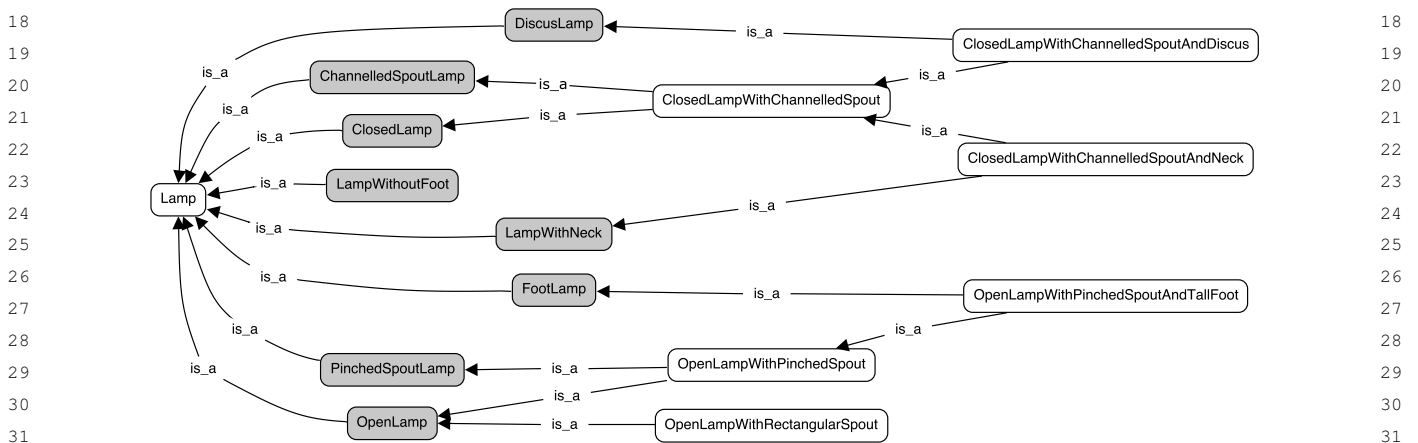 18 DiscusLamp is_a 18
ClosedLampWithChannelledSpoutAndDiscus
19 19
is_a ChannelledSpoutLamp is_a is_a
20 20
ClosedLampWithChannelledSpout
is_a is_a
21 21
is_a ClosedLamp is_a
22 22
ClosedLampWithChannelledSpoutAndNeck
23 is_a LampWithoutFoot 23
Lamp
is_a
24 24
is_a LampWithNeck
25 25
26 is_a 26
FootLamp is_a OpenLampWithPinchedSpoutAndTallFoot
27 27
is_a is_a
28 28
OpenLampWithPinchedSpout
29 is_a PinchedSpoutLamp is_a 29
is_a
30 30
OpenLamp is_a OpenLampWithRectangularSpout
31 31